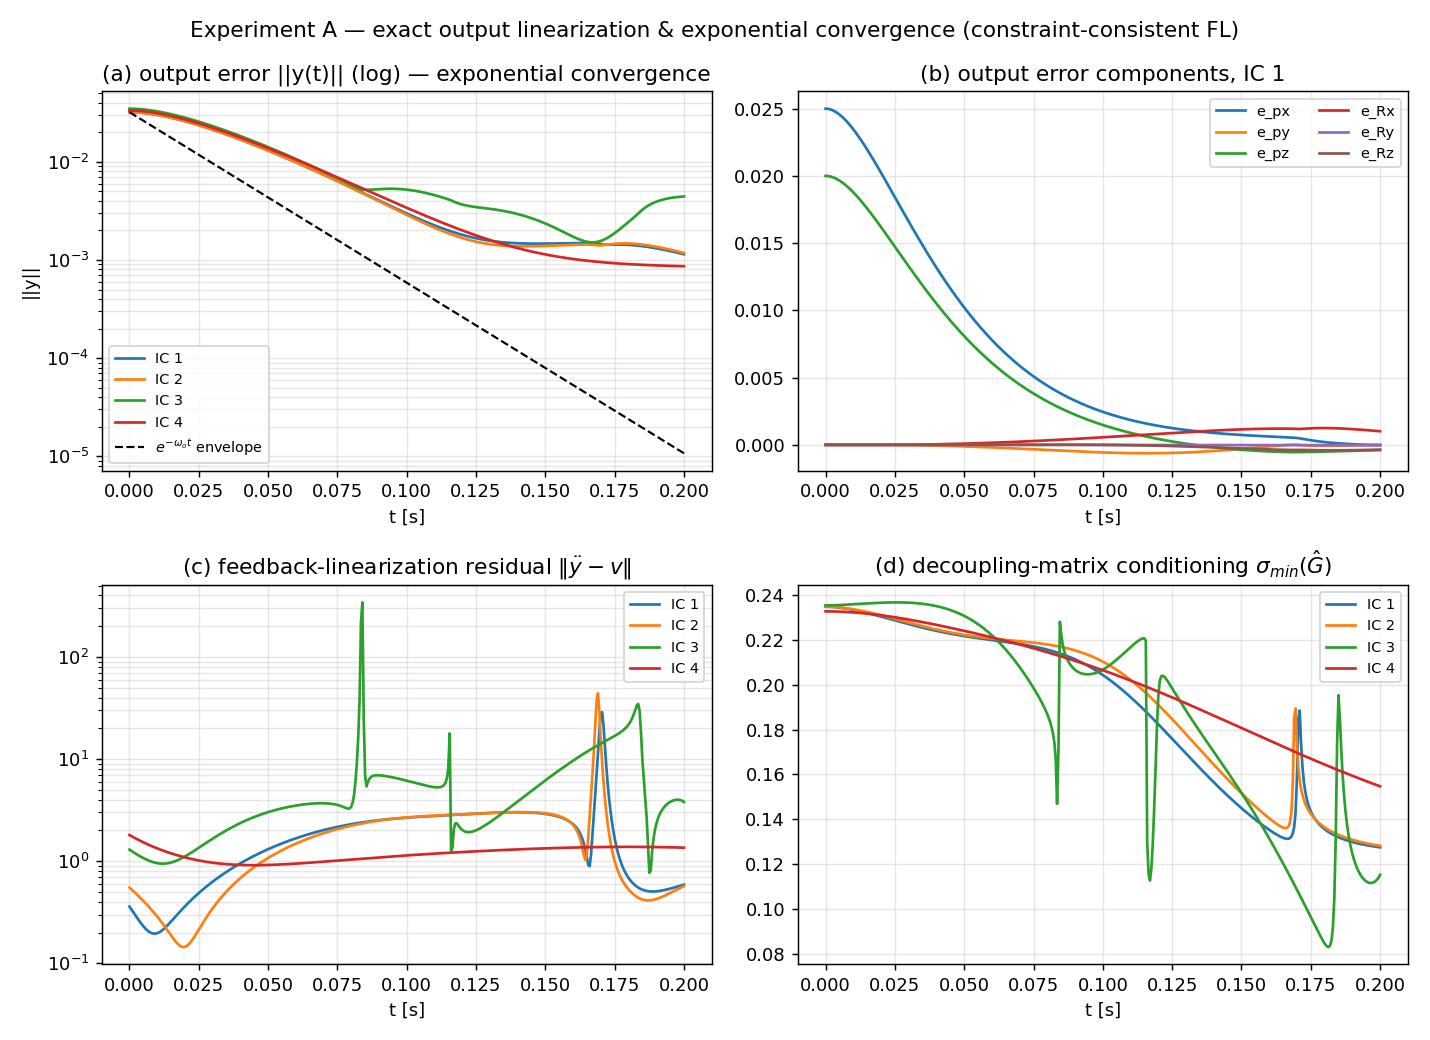 Experiment A — exact output linearization & exponential convergence (constraint-consistent FL)
(a) output error ||y(t)|| (log) — exponential convergence
10⁻²
10⁻³
10⁻⁴
10⁻⁵
||y||
IC 1
IC 2
IC 3
IC 4
e^{-ω_o t} envelope
0.000 0.025 0.050 0.075 0.100 0.125 0.150 0.175 0.200
t [s]
(b) output error components, IC 1
0.025
0.020
0.015
0.010
0.005
0.000
e_px e_Rx
e_py e_Ry
e_pz e_Rz
0.000 0.025 0.050 0.075 0.100 0.125 0.150 0.175 0.200
t [s]
(c) feedback-linearization residual ‖ÿ − v‖
10²
10¹
10⁰
10⁻¹
IC 1
IC 2
IC 3
IC 4
0.000 0.025 0.050 0.075 0.100 0.125 0.150 0.175 0.200
t [s]
(d) decoupling-matrix conditioning σ_min(Ĝ)
0.24
0.22
0.20
0.18
0.16
0.14
0.12
0.10
0.08
IC 1
IC 2
IC 3
IC 4
0.000 0.025 0.050 0.075 0.100 0.125 0.150 0.175 0.200
t [s]